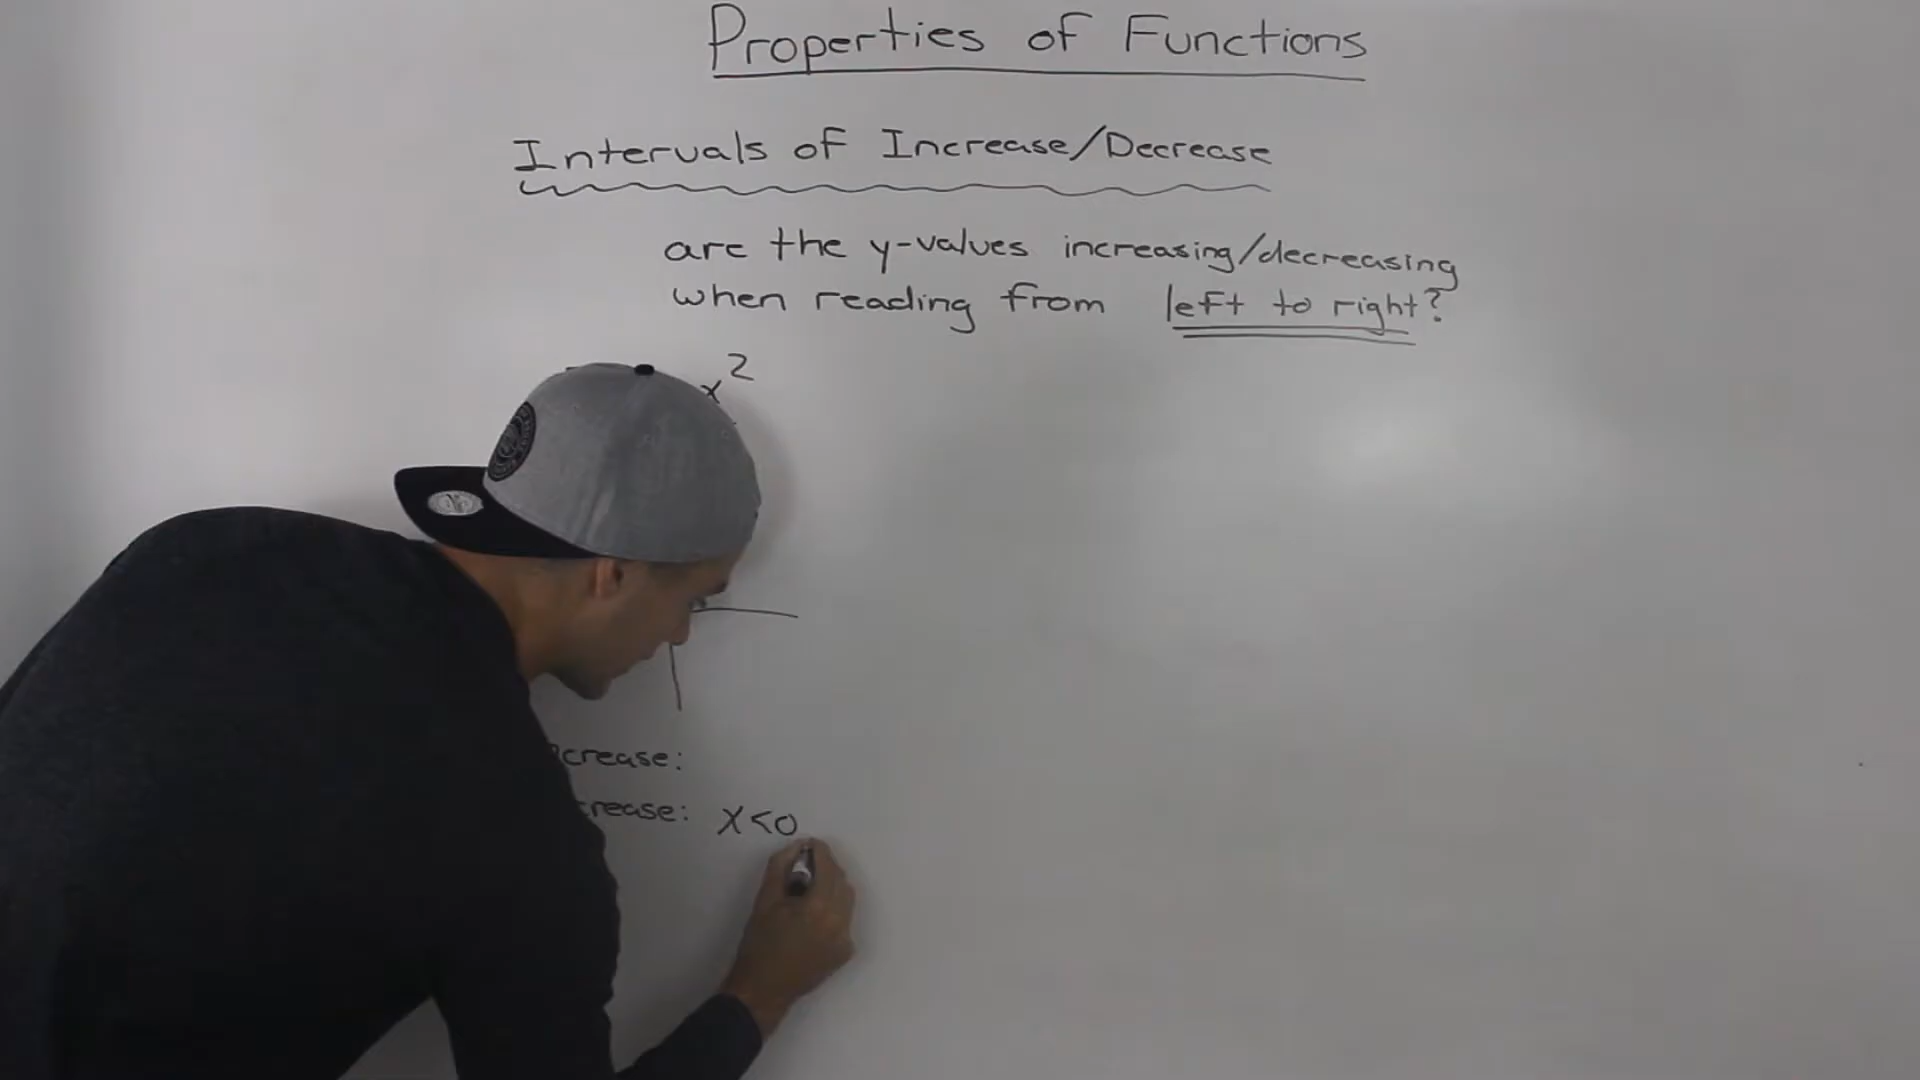 Properties of Functions
Intervals of Increase/Decrease
are the y-values increasing/decreasing
when reading from left to right?
x²
crease:
crease: x<0